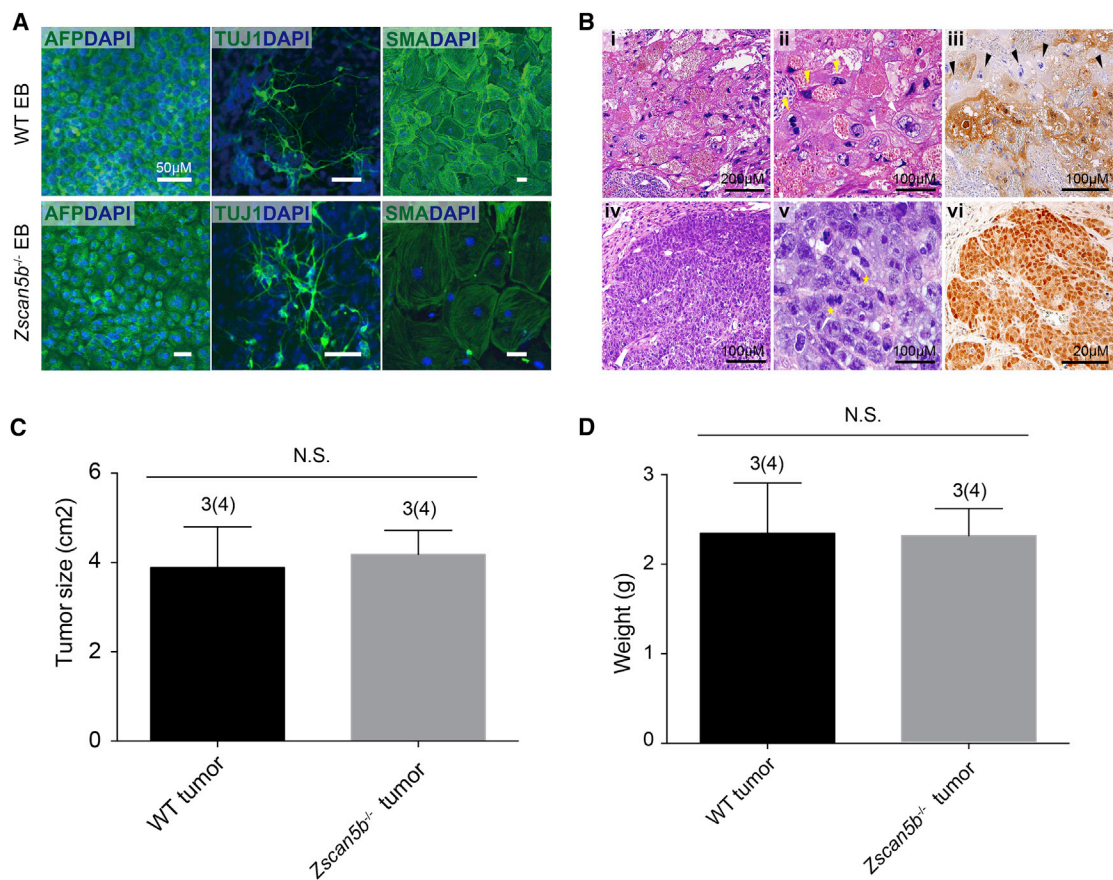 A
WT EB
AFPDAPI
TUJ1DAPI
SMADAPI
50µM
Zscan5b-/- EB
AFPDAPI
TUJ1DAPI
SMADAPI
B
i
ii
iii
200µM
100µM
100µM
iv
v
vi
100µM
100µM
20µM
C
N.S.
Tumor size (cm2)
6
4
2
0
3(4)
3(4)
WT tumor
Zscan5b-/- tumor
D
N.S.
Weight (g)
3
2
1
0
3(4)
3(4)
WT tumor
Zscan5b-/- tumor